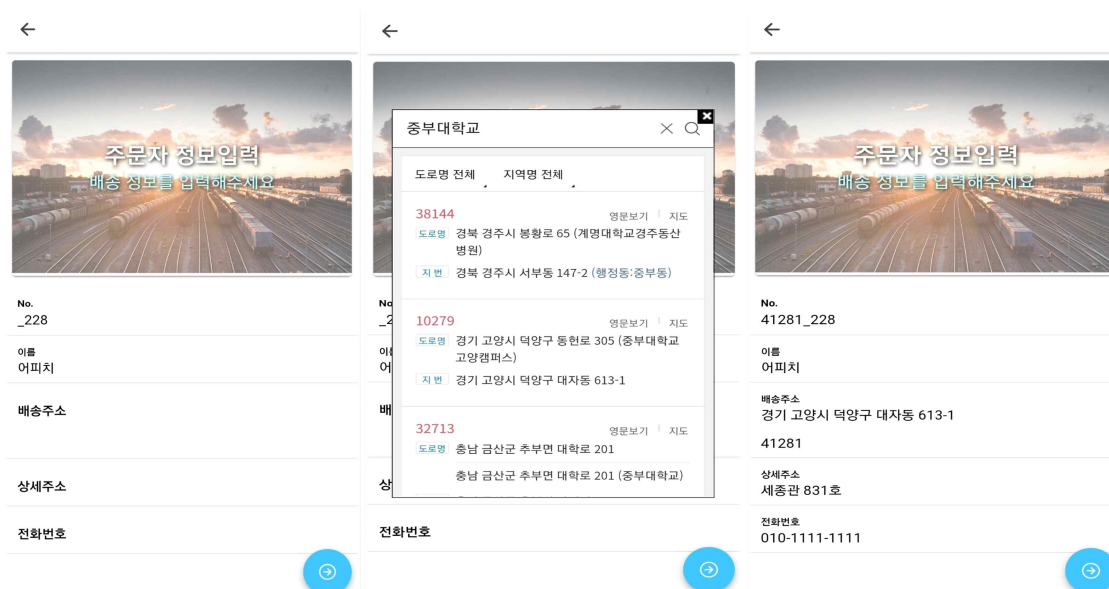 주문자 정보입력
배송 정보를 입력해주세요
No.
_228
이름
어피치
배송주소
상세주소
전화번호
중부대학교
도로명 전체 지역명 전체
38144 영문보기 지도
도로명 경북 경주시 봉황로 65 (계명대학교경주동산
병원)
지번 경북 경주시 서부동 147-2 (행정동:중부동)
10279 영문보기 지도
도로명 경기 고양시 덕양구 동헌로 305 (중부대학교
고양캠퍼스)
지번 경기 고양시 덕양구 대자동 613-1
32713 영문보기 지도
도로명 충남 금산군 추부면 대학로 201
충남 금산군 추부면 대학로 201 (중부대학교)
No
_2
어
배
상
전화번호
주문자 정보입력
배송 정보를 입력해주세요
No.
41281_228
이름
어피치
배송주소
경기 고양시 덕양구 대자동 613-1
41281
상세주소
세종관 831호
전화번호
010-1111-1111